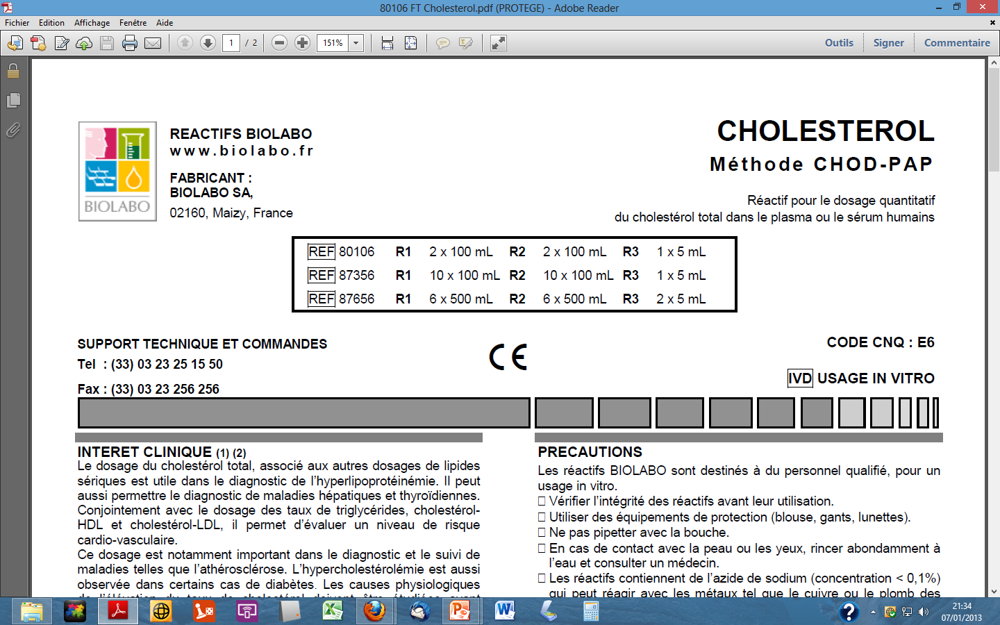 80106 FT Cholesterol.pdf (PROTEGE) - Adobe Reader
Fichier Edition Affichage Fenêtre Aide
1 / 2 151% Outils Signer Commentaire
REACTIFS BIOLABO
www.biolabo.fr
FABRICANT :
BIOLABO SA,
02160, Maizy, France
BIOLABO
CHOLESTEROL
Méthode CHOD-PAP
Réactif pour le dosage quantitatif
du cholestérol total dans le plasma ou le sérum humains
REF 80106 R1 2 x 100 mL R2 2 x 100 mL R3 1 x 5 mL
REF 87356 R1 10 x 100 mL R2 10 x 100 mL R3 1 x 5 mL
REF 87656 R1 6 x 500 mL R2 6 x 500 mL R3 2 x 5 mL
SUPPORT TECHNIQUE ET COMMANDES
Tel : (33) 03 23 25 15 50
Fax : (33) 03 23 256 256
CE
CODE CNQ : E6
IVD USAGE IN VITRO
INTERET CLINIQUE (1) (2)
Le dosage du cholestérol total, associé aux autres dosages de lipides
sériques est utile dans le diagnostic de l'hyperlipoprotéinémie. Il peut
aussi permettre le diagnostic de maladies hépatiques et thyroïdiennes.
Conjointement avec le dosage des taux de triglycérides, cholestérol-
HDL et cholestérol-LDL, il permet d'évaluer un niveau de risque
cardio-vasculaire.
Ce dosage est notamment important dans le diagnostic et le suivi de
maladies telles que l'athérosclérose. L'hypercholestérolémie est aussi
observée dans certains cas de diabètes. Les causes physiologiques
de l'élévation du taux de cholestérol doivent être étudiées avant
PRECAUTIONS
Les réactifs BIOLABO sont destinés à du personnel qualifié, pour un
usage in vitro.
Vérifier l'intégrité des réactifs avant leur utilisation.
Utiliser des équipements de protection (blouse, gants, lunettes).
Ne pas pipetter avec la bouche.
En cas de contact avec la peau ou les yeux, rincer abondamment à
l'eau et consulter un médecin.
Les réactifs contiennent de l'azide de sodium (concentration < 0,1%)
qui peut réagir avec les métaux tel que le cuivre ou le plomb des
21:34
07/01/2013